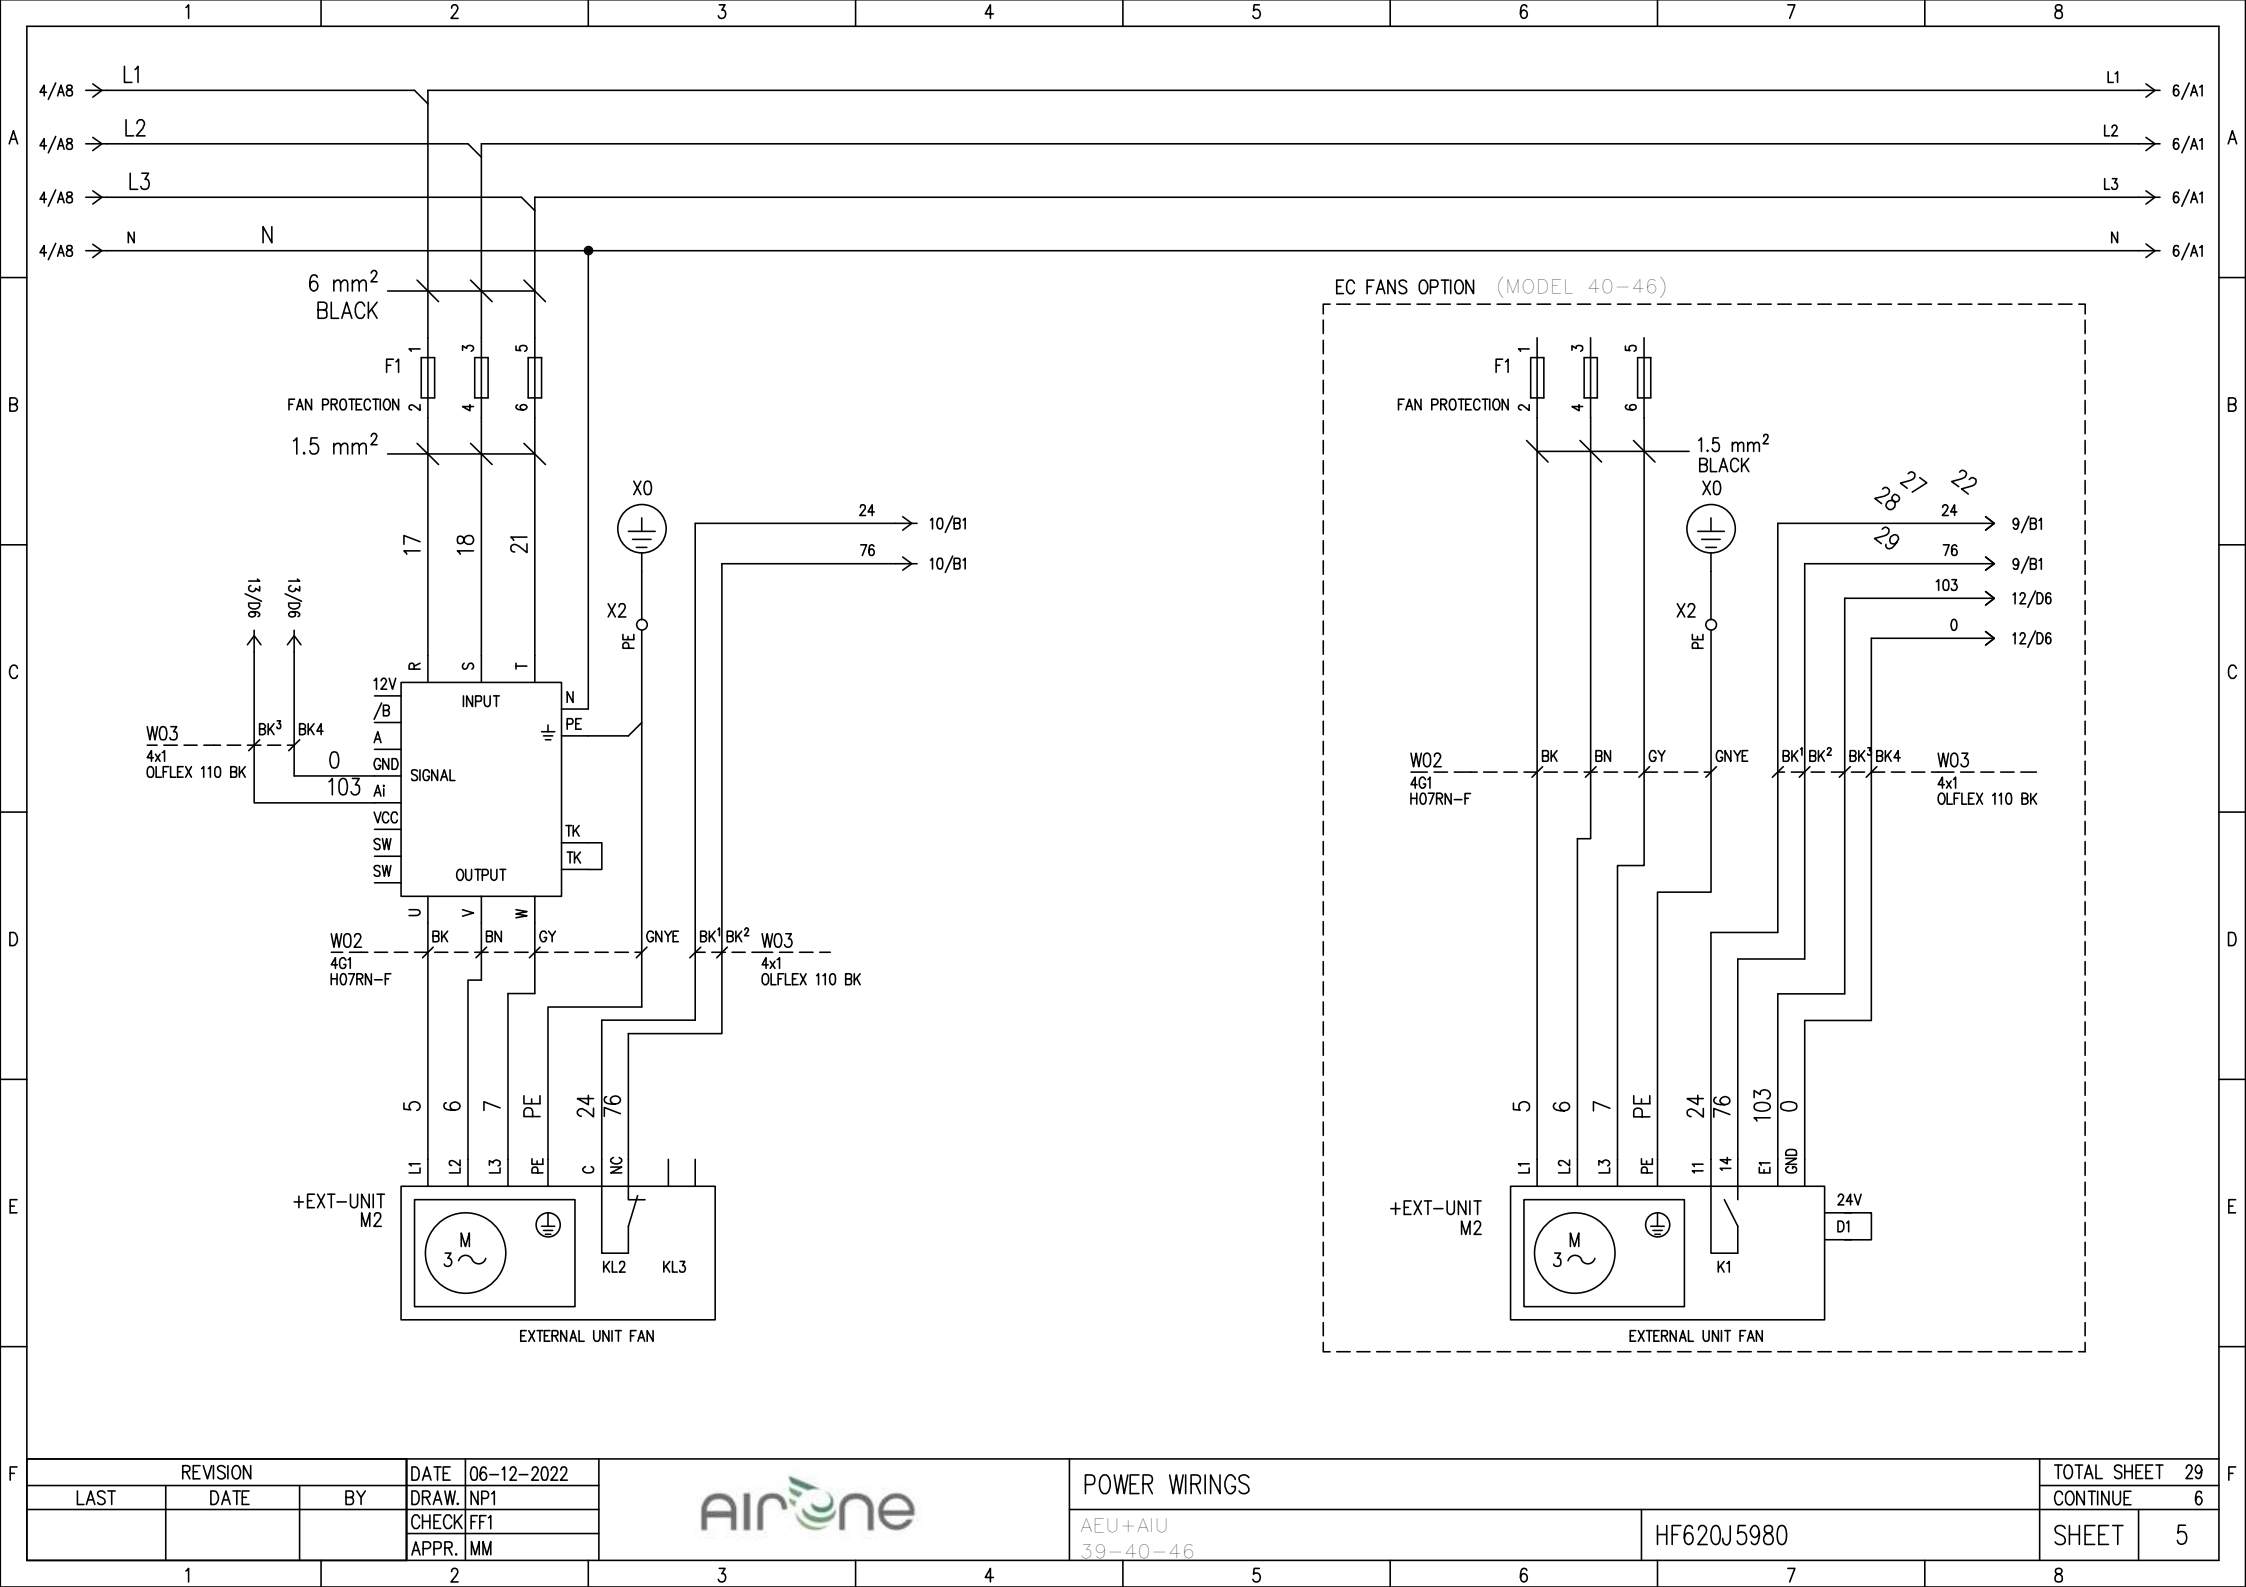 1 2 3 4 5 6 7 8
4/A8 L1 L1 6/A1
A A
4/A8 L2 L2 6/A1
4/A8 L3 L3 6/A1
4/A8 N N N 6/A1
6 mm²
BLACK
EC FANS OPTION (MODEL 40-46)
F1 1 3 5
FAN PROTECTION 2 4 6
F1 1 3 5
FAN PROTECTION 2 4 6
B B
1.5 mm²
1.5 mm²
BLACK
X0
X0
17 18 21
24 10/B1
76 10/B1
28 27 22
24 9/B1
29
76 9/B1
103 12/D6
0 12/D6
13/D6 13/D6
X2
PE
X2
PE
C C
R S T
INPUT
12V
/B
A
GND
Ai
VCC
SW
SW
SIGNAL
OUTPUT
N
PE
TK
TK
W03 BK³ BK4
4x1
OLFLEX 110 BK
0
103
W02 BK BN GY GNYE BK¹ BK² BK³ BK4 W03
4G1
H07RN-F
4x1
OLFLEX 110 BK
U V W
D D
W02 BK BN GY GNYE BK¹ BK² W03
4G1
H07RN-F
4x1
OLFLEX 110 BK
5 6 7 PE 24 76
5 6 7 PE 24 76 103 0
L1 L2 L3 PE C NC
L1 L2 L3 PE 11 14 E1 GND
E E
+EXT-UNIT
M2
M
3
KL2 KL3
EXTERNAL UNIT FAN
+EXT-UNIT
M2
M
3
K1
24V
D1
EXTERNAL UNIT FAN
F F
REVISION
LAST DATE BY
DATE 06-12-2022
DRAW. NP1
CHECK FF1
APPR. MM
AIRONE
POWER WIRINGS
AEU+AIU
39-40-46
HF620J5980
TOTAL SHEET 29
CONTINUE 6
SHEET 5
1 2 3 4 5 6 7 8